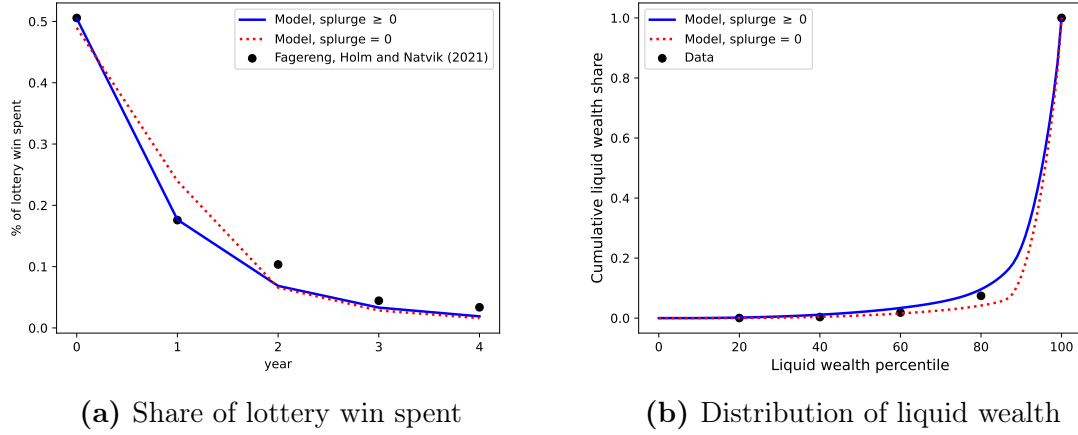 0.5
0.4
0.3
0.2
0.1
0.0
% of lottery win spent
0 1 2 3 4
year
Model, splurge ≥ 0
Model, splurge = 0
Fagereng, Holm and Natvik (2021)
(a) Share of lottery win spent
1.0
0.8
0.6
0.4
0.2
0.0
Cumulative liquid wealth share
0 20 40 60 80 100
Liquid wealth percentile
Model, splurge ≥ 0
Model, splurge = 0
Data
(b) Distribution of liquid wealth